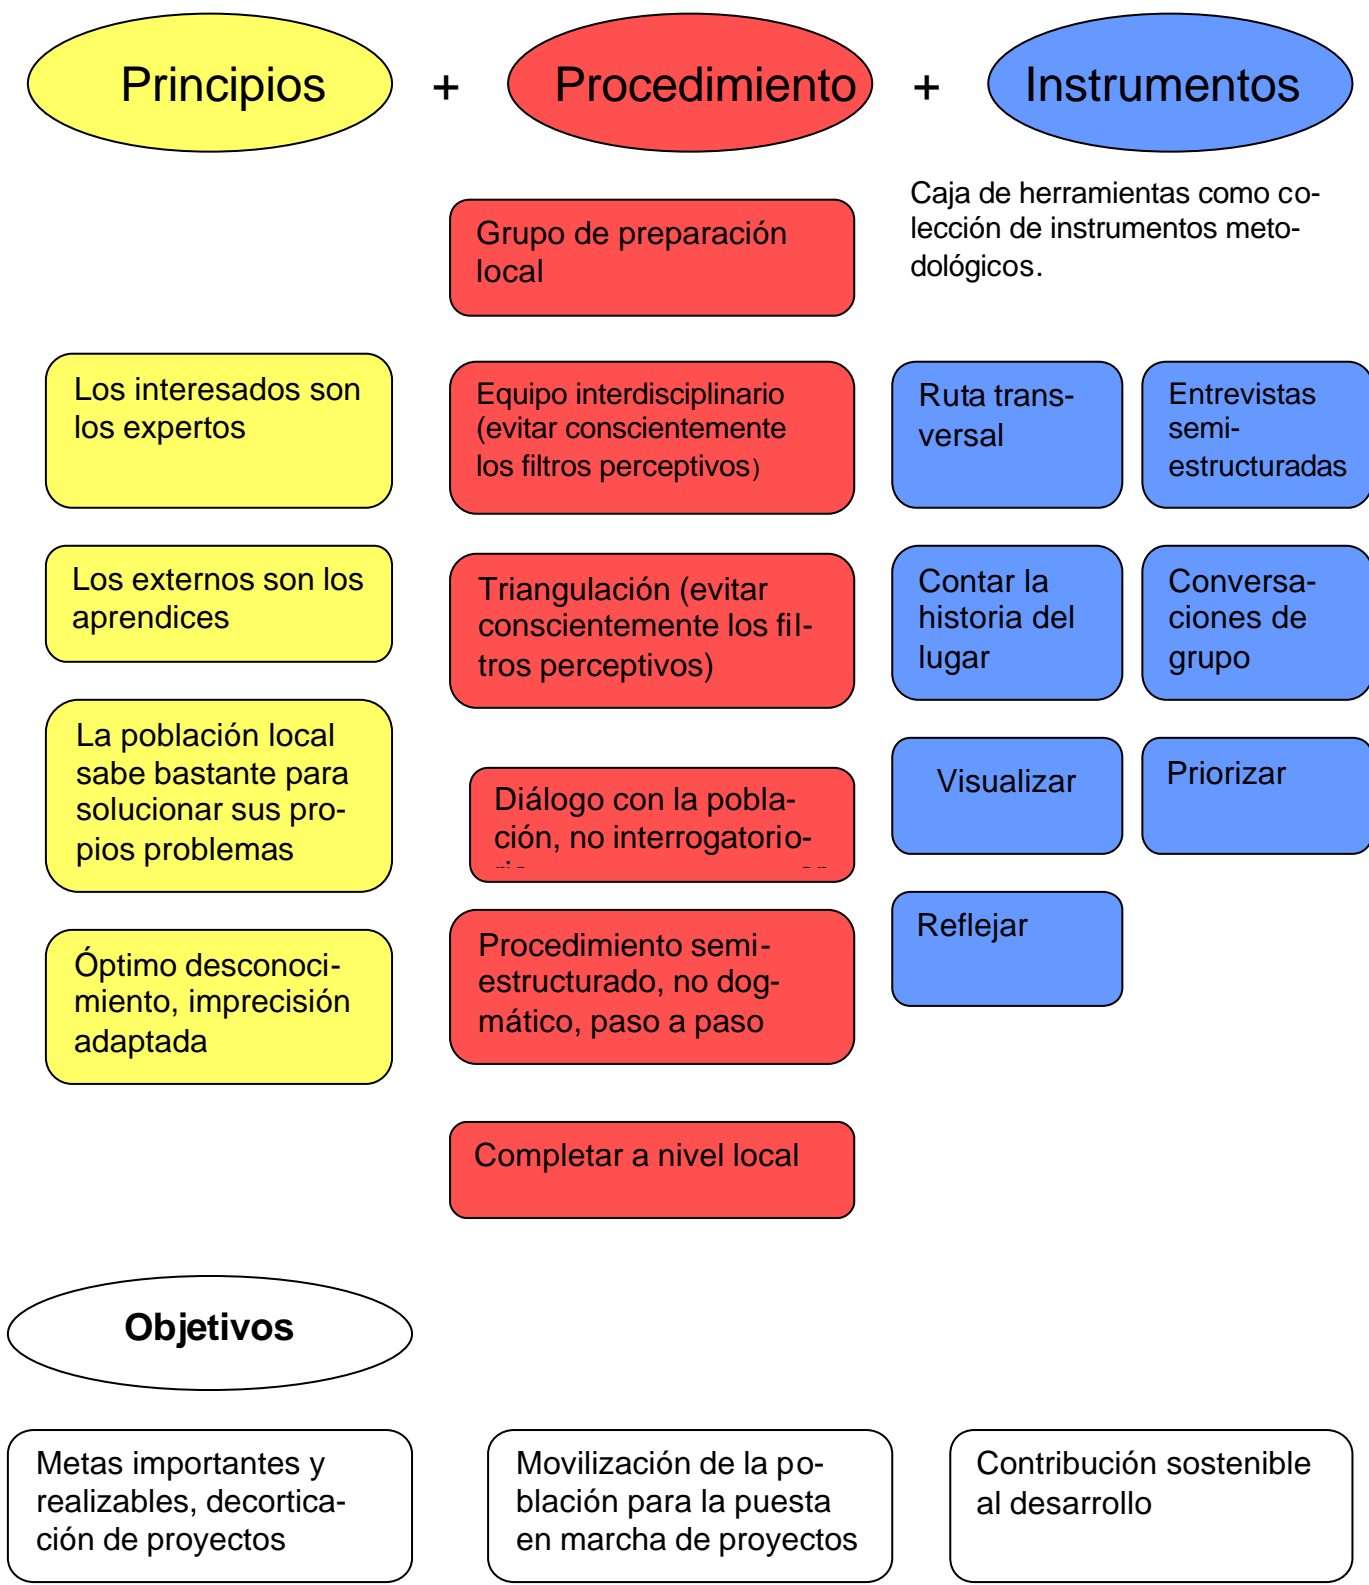 Principios
+
Procedimiento
+
Instrumentos
Caja de herramientas como co-
lección de instrumentos meto-
dológicos.
Grupo de preparación
local
Los interesados son
los expertos
Equipo interdisciplinario
(evitar conscientemente
los filtros perceptivos)
Ruta trans-
versal
Entrevistas
semi-
estructuradas
Los externos son los
aprendices
Triangulación (evitar
conscientemente los fil-
tros perceptivos)
Contar la
historia del
lugar
Conversa-
ciones de
grupo
La población local
sabe bastante para
solucionar sus pro-
pios problemas
Diálogo con la pobla-
ción, no interrogatorio-
Visualizar
Priorizar
Óptimo desconoci-
miento, imprecisión
adaptada
Procedimiento semi-
estructurado, no dog-
mático, paso a paso
Reflejar
Completar a nivel local
Objetivos
Metas importantes y
realizables, decortica-
ción de proyectos
Movilización de la po-
blación para la puesta
en marcha de proyectos
Contribución sostenible
al desarrollo